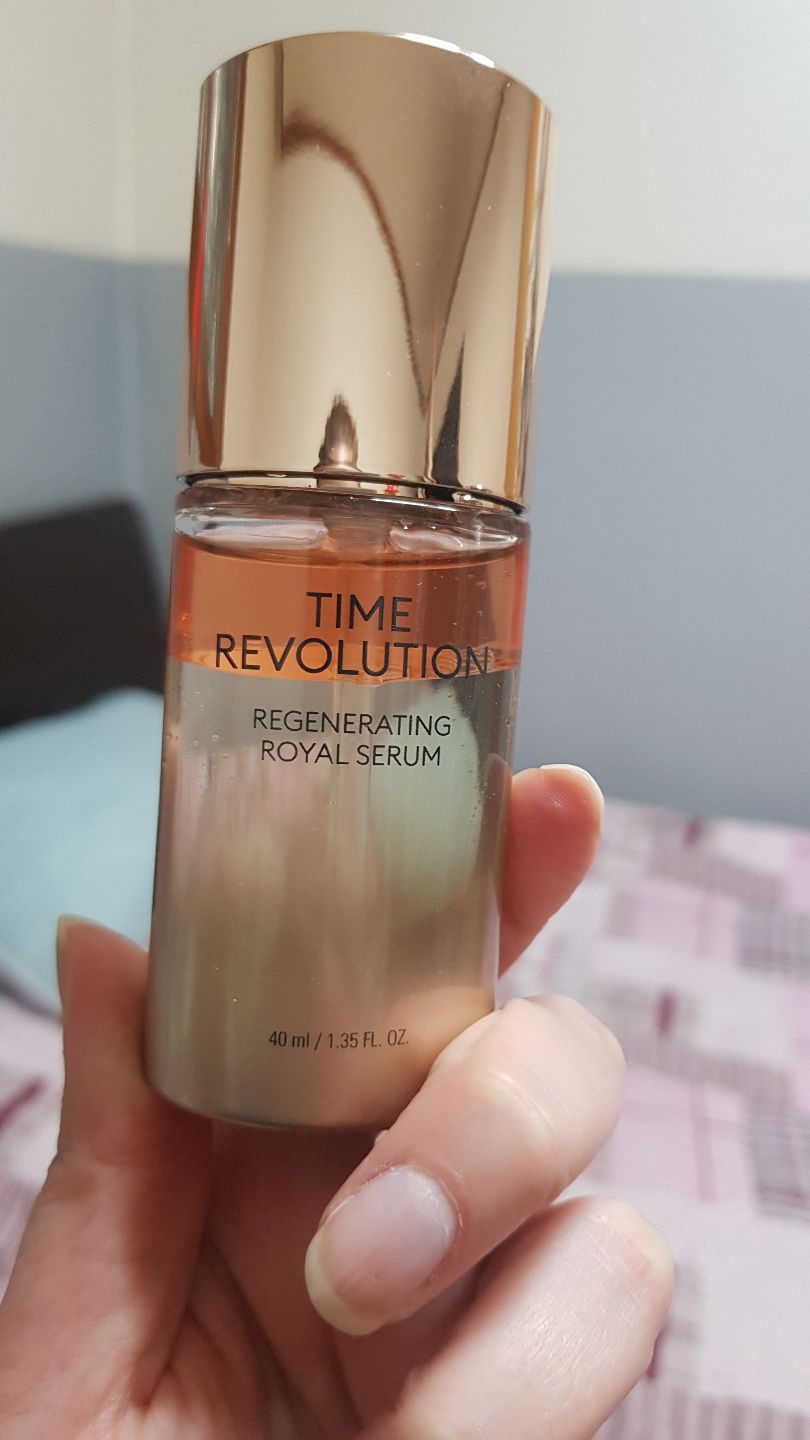 TIME
REVOLUTION
REGENERATING
ROYAL SERUM
40 ml / 1.35 FL. OZ.